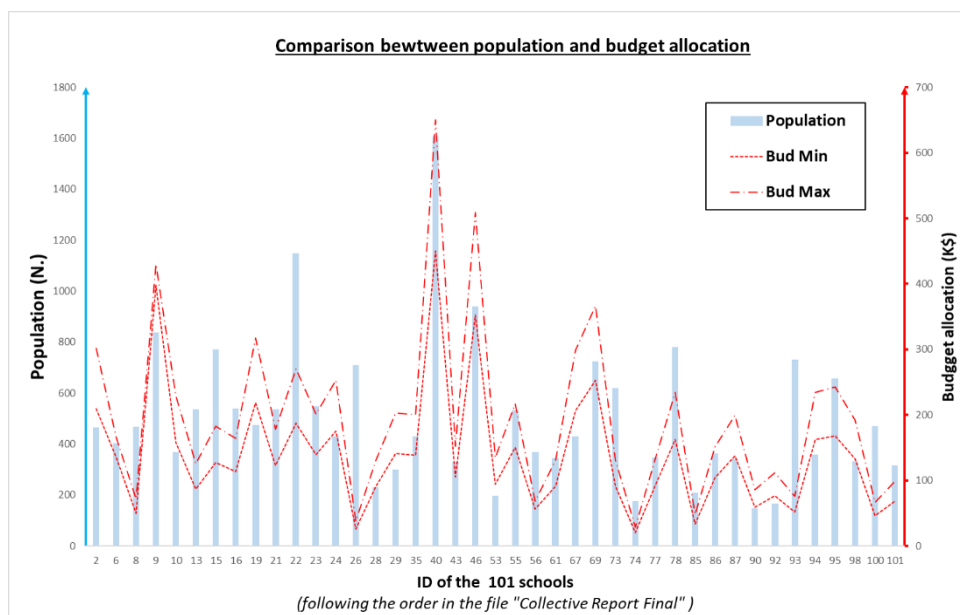 Comparison bewtween population and budget allocation
1800
1600
1400
1200
1000
800
600
400
200
0
Population (N.)
700
600
500
400
300
200
100
0
Budgget allocation (K$)
Population
Bud Min
Bud Max
2 6 8 9 10 13 15 16 19 21 22 23 24 26 28 29 35 40 43 46 53 55 56 61 67 69 73 74 77 78 85 86 87 90 92 93 94 95 98 100 101
ID of the 101 schools
(following the order in the file "Collective Report Final" )